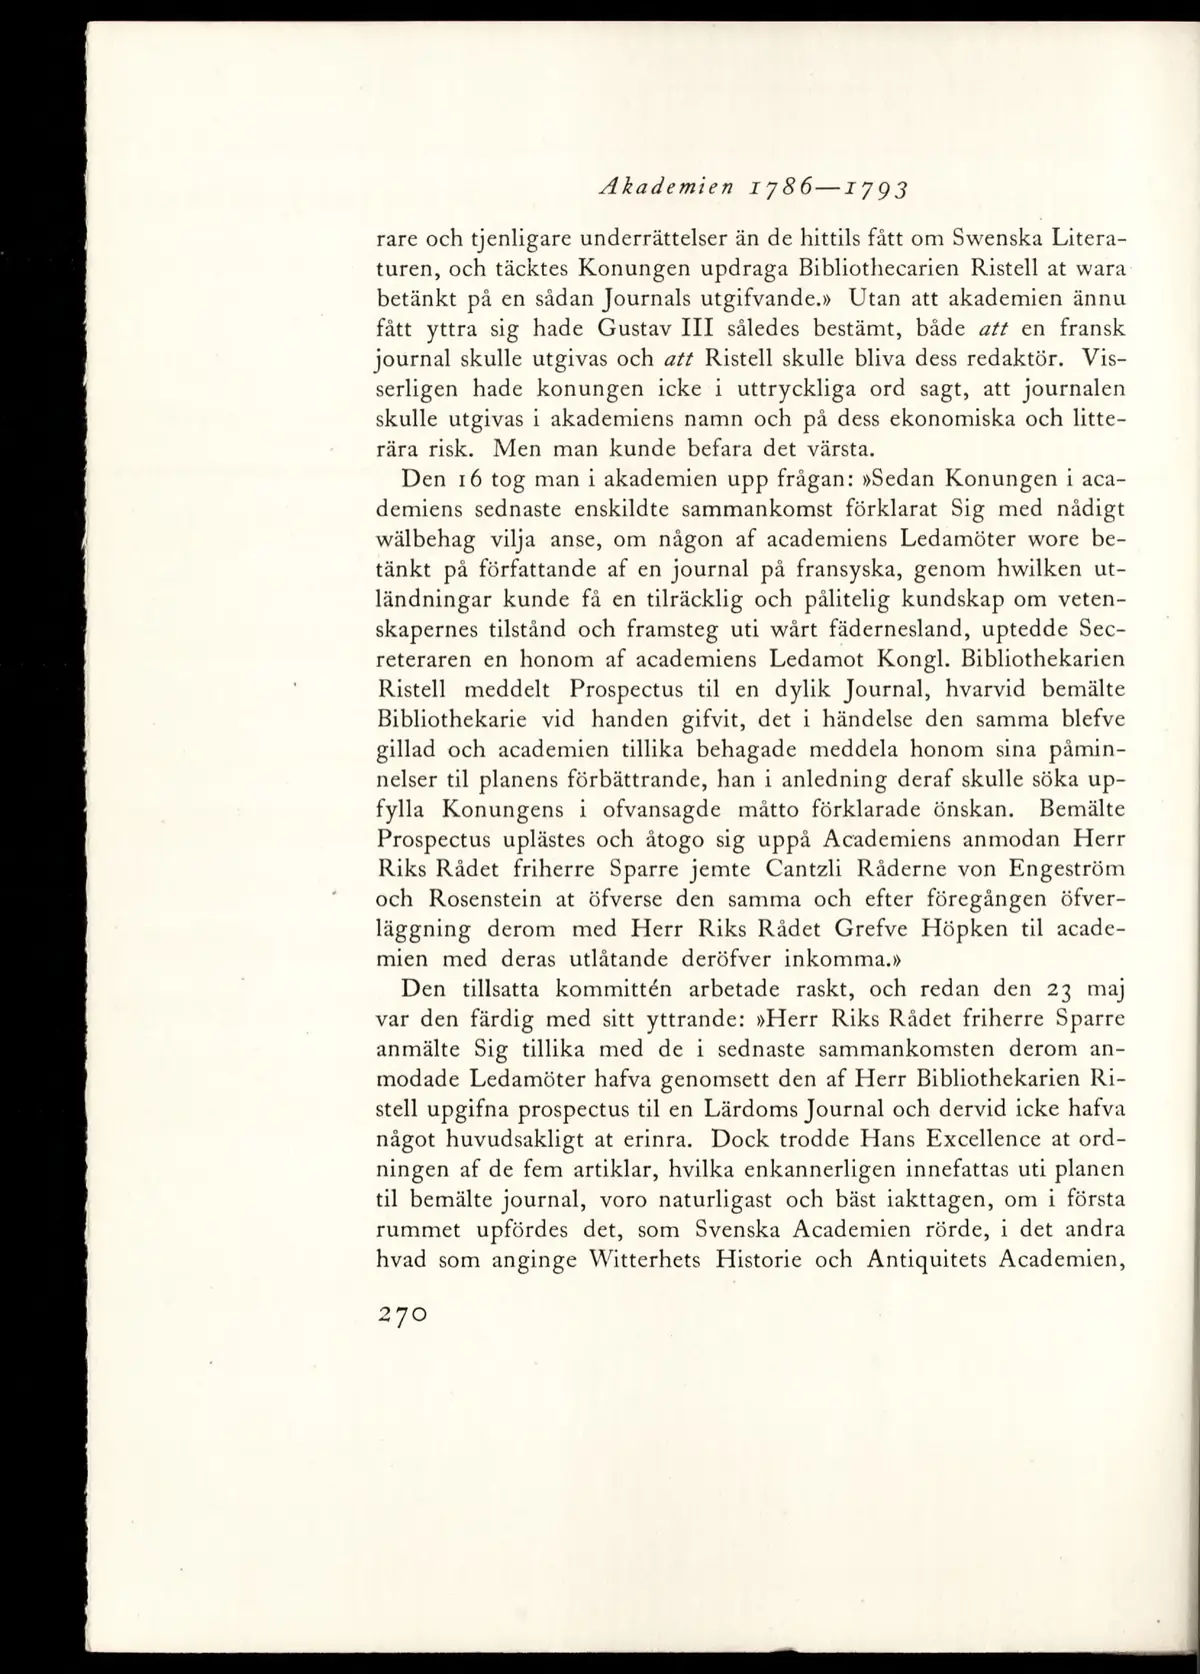 Akademien 1786—1793
rare och tjenligare underrättelser än de hittils fått om Swenska Litera-
turen, och täcktes Konungen updraga Bibliothecarien Ristell at wara
betänkt på en sådan Journals utgifvande.» Utan att akademien ännu
fått yttra sig hade Gustav III således bestämt, både att en fransk
journal skulle utgivas och att Ristell skulle bliva dess redaktör. Vis-
serligen hade konungen icke i uttryckliga ord sagt, att journalen
skulle utgivas i akademiens namn och på dess ekonomiska och litte-
rära risk. Men man kunde befara det värsta.
Den 16 tog man i akademien upp frågan: »Sedan Konungen i aca-
demiens sednaste enskildte sammankomst förklarat Sig med nådigt
wälbehag vilja anse, om någon af academiens Ledamöter wore be-
tänkt på författande af en journal på fransyska, genom hwilken ut-
ländningar kunde få en tilräcklig och pålitelig kundskap om veten-
skapernes tilstånd och framsteg uti wårt fädernesland, uptedde Sec-
reteraren en honom af academiens Ledamot Kongl. Bibliothekarien
Ristell meddelt Prospectus til en dylik Journal, hvarvid bemälte
Bibliothekarie vid handen gifvit, det i händelse den samma blefve
gillad och academien tillika behagade meddela honom sina påmin-
nelser til planens förbättrande, han i anledning deraf skulle söka up-
fylla Konungens i ofvansagde måtto förklarade önskan. Bemälte
Prospectus uplästes och åtogo sig uppå Academiens anmodan Herr
Riks Rådet friherre Sparre jemte Cantzli Råderne von Engeström
och Rosenstein at öfverse den samma och efter föregången öfver-
läggning derom med Herr Riks Rådet Grefve Höpken til acade-
mien med deras utlåtande deröfver inkomma.»
Den tillsatta kommittén arbetade raskt, och redan den 23 maj
var den färdig med sitt yttrande: »Herr Riks Rådet friherre Sparre
anmälte Sig tillika med de i sednaste sammankomsten derom an-
modade Ledamöter hafva genomsett den af Herr Bibliothekarien Ri-
stell upgifna prospectus til en Lärdoms Journal och dervid icke hafva
något huvudsakligt at erinra. Dock trodde Hans Excellence at ord-
ningen af de fem artiklar, hvilka enkannerligen innefattas uti planen
til bemälte journal, voro naturligast och bäst iakttagen, om i första
rummet upfördes det, som Svenska Academien rörde, i det andra
hvad som anginge Witterhets Historie och Antiquitets Academien,
270